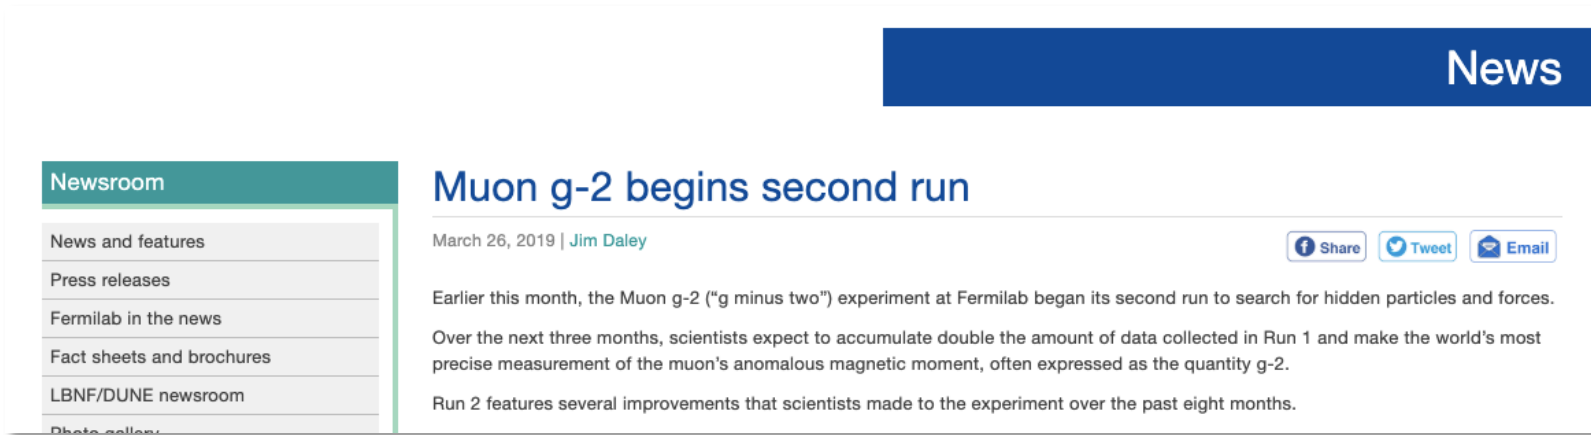 News
Newsroom
News and features
Press releases
Fermilab in the news
Fact sheets and brochures
LBNF/DUNE newsroom
Photo gallery
Muon g-2 begins second run
March 26, 2019 | Jim Daley
Share
Tweet
Email
Earlier this month, the Muon g-2 (“g minus two”) experiment at Fermilab began its second run to search for hidden particles and forces.
Over the next three months, scientists expect to accumulate double the amount of data collected in Run 1 and make the world’s most
precise measurement of the muon’s anomalous magnetic moment, often expressed as the quantity g-2.
Run 2 features several improvements that scientists made to the experiment over the past eight months.